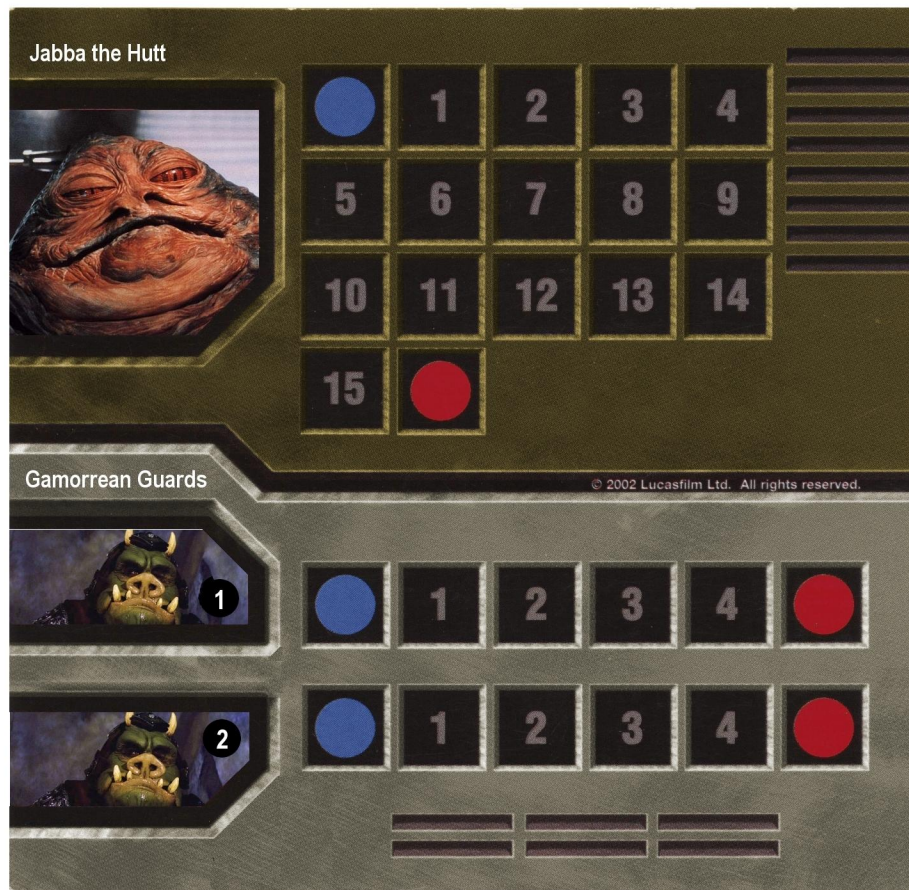 Jabba the Hutt
1 2 3 4
5 6 7 8 9
10 11 12 13 14
15
Gamorrean Guards
© 2002 Lucasfilm Ltd. All rights reserved.
1
1 2 3 4
2
1 2 3 4